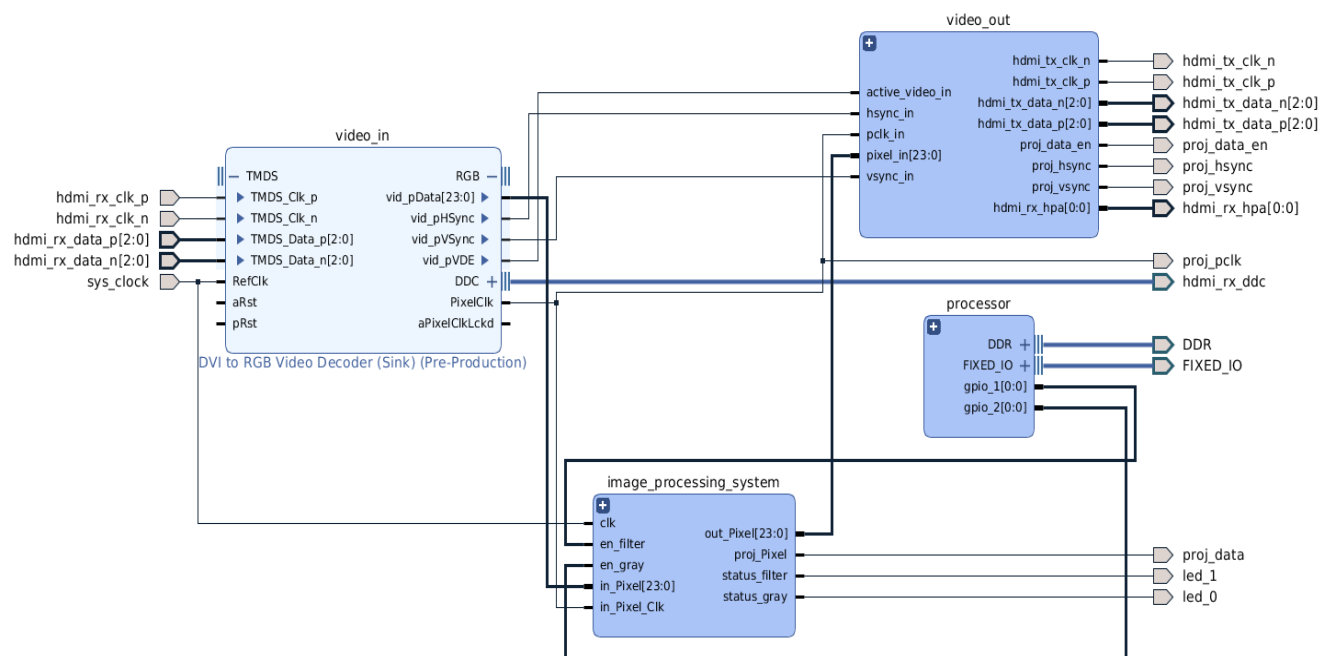 video_out
hdmi_tx_clk_n
hdmi_tx_clk_n
hdmi_tx_clk_p
hdmi_tx_clk_p
active_video_in
hdmi_tx_data_n[2:0]
hdmi_tx_data_n[2:0]
hsync_in
hdmi_tx_data_p[2:0]
hdmi_tx_data_p[2:0]
pclk_in
proj_data_en
proj_data_en
pixel_in[23:0]
proj_hsync
proj_hsync
vsync_in
proj_vsync
proj_vsync
hdmi_rx_hpa[0:0]
hdmi_rx_hpa[0:0]
video_in
TMDS
RGB
hdmi_rx_clk_p
TMDS_Clk_p
vid_pData[23:0]
hdmi_rx_clk_n
TMDS_Clk_n
vid_pHSync
hdmi_rx_data_p[2:0]
TMDS_Data_p[2:0]
vid_pVSync
hdmi_rx_data_n[2:0]
TMDS_Data_n[2:0]
vid_pVDE
proj_pclk
sys_clock
RefClk
DDC
hdmi_rx_ddc
aRst
PixelClk
pRst
aPixelClkLckd
DVI to RGB Video Decoder (Sink) (Pre-Production)
processor
DDR
DDR
FIXED_IO
FIXED_IO
gpio_1[0:0]
gpio_2[0:0]
image_processing_system
clk
out_Pixel[23:0]
en_filter
proj_Pixel
proj_data
en_gray
status_filter
led_1
in_Pixel[23:0]
status_gray
led_0
in_Pixel_Clk